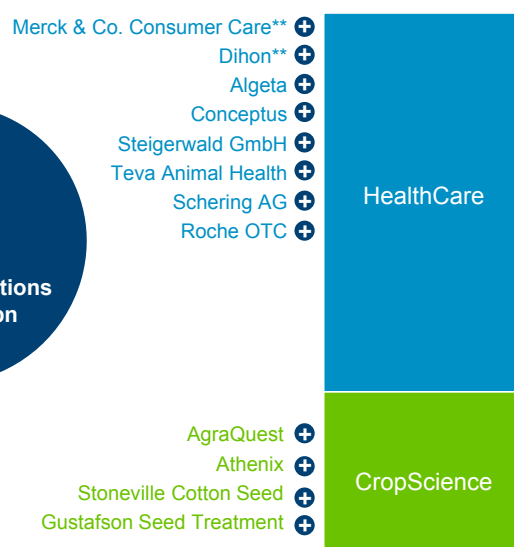 Merck & Co. Consumer Care**
Dihon**
Algeta
Conceptus
Steigerwald GmbH
Teva Animal Health
Schering AG
Roche OTC
HealthCare
AgraQuest
Athenix
Stoneville Cotton Seed
Gustafson Seed Treatment
CropScience